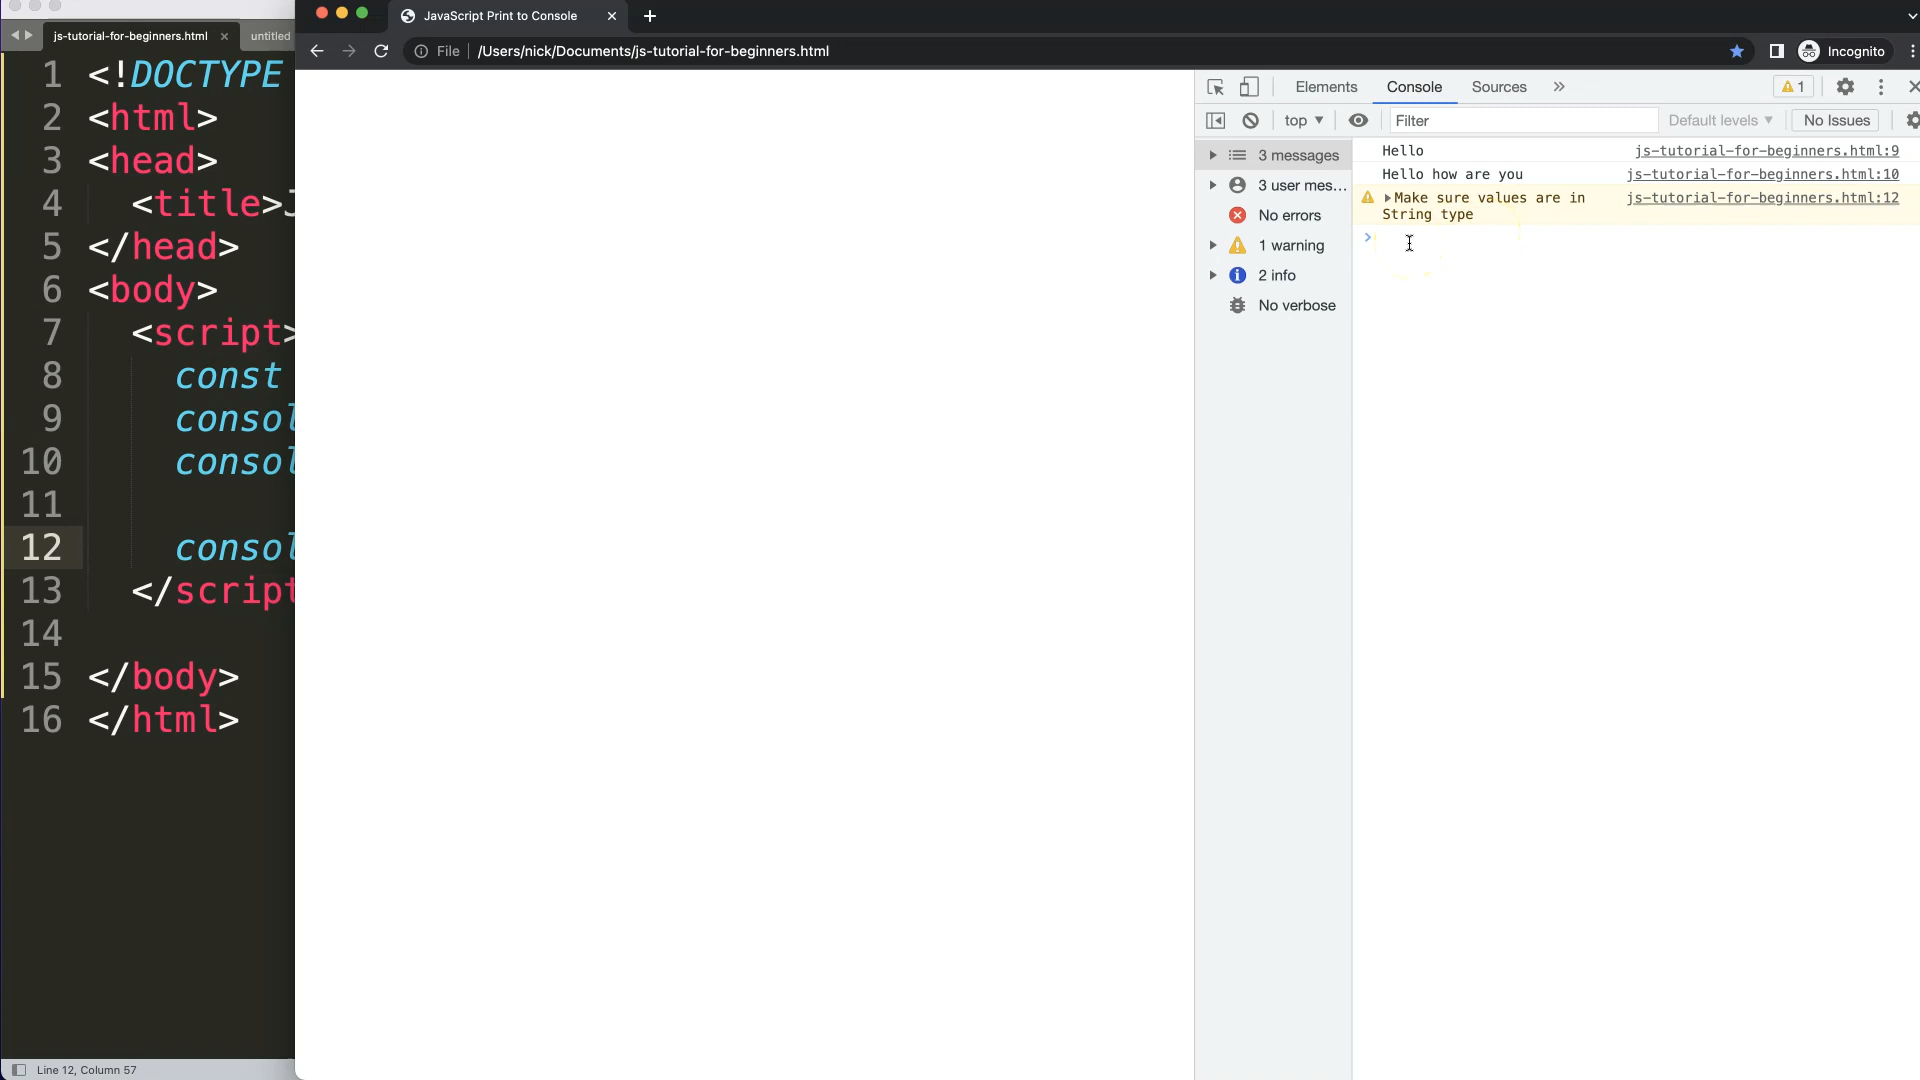 js-tutorial-for-beginners.html
untitled
1 <!DOCTYPE
2 <html>
3 <head>
4 <title>J
5 </head>
6 <body>
7 <script>
8 const
9 consol
10 consol
11
12 consol
13 </script
14
15 </body>
16 </html>
Line 12, Column 57
JavaScript Print to Console
File /Users/nick/Documents/js-tutorial-for-beginners.html
Incognito
Elements Console Sources
1
top Filter Default levels No Issues
3 messages
3 user mes...
No errors
1 warning
2 info
No verbose
Hello js-tutorial-for-beginners.html:9
Hello how are you js-tutorial-for-beginners.html:10
Make sure values are in js-tutorial-for-beginners.html:12
String type